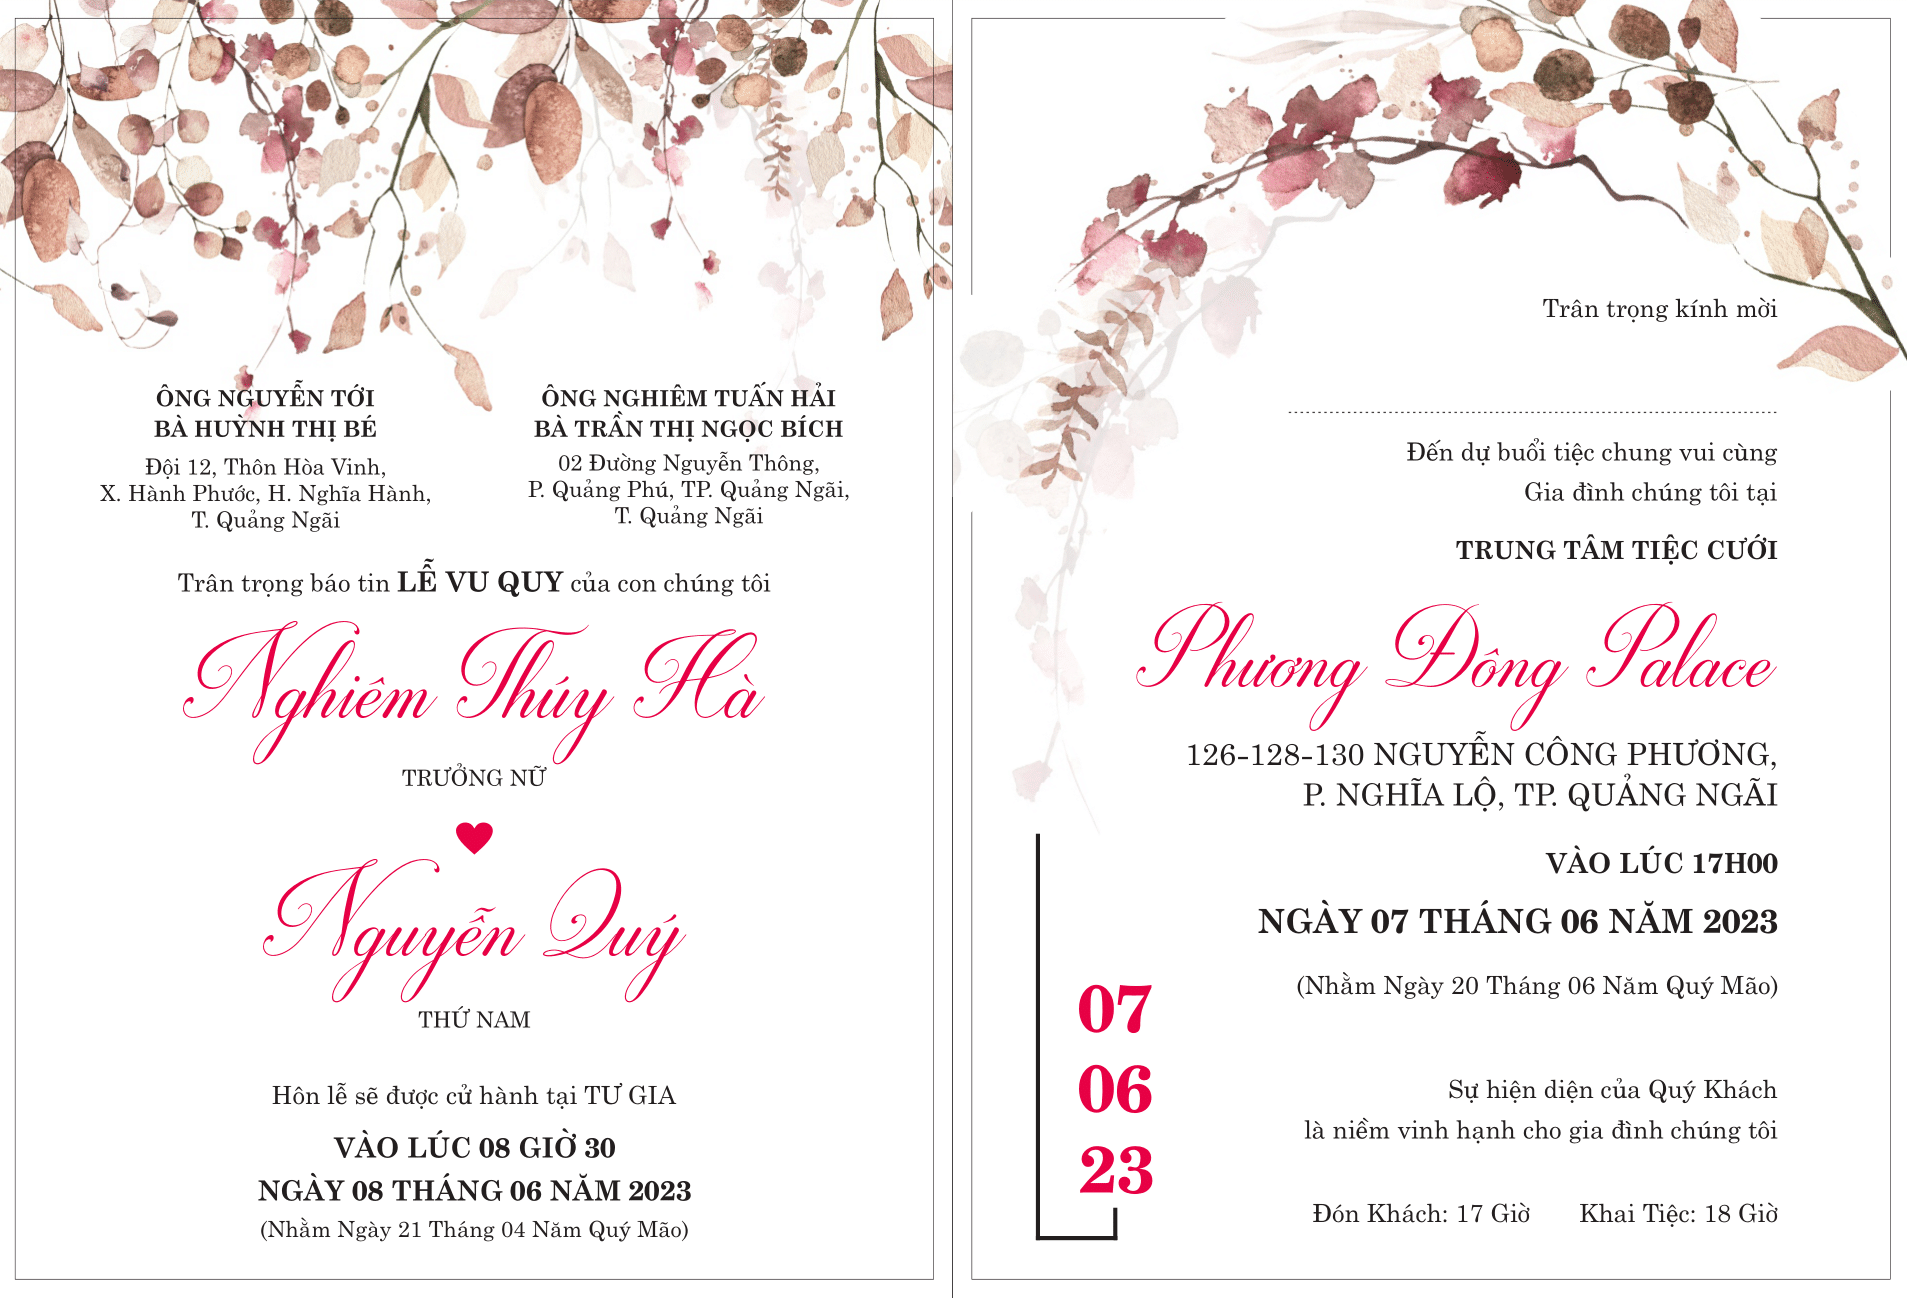 ÔNG NGUYỄN TỚI
BÀ HUỲNH THỊ BÉ
Đội 12, Thôn Hòa Vinh,
X. Hành Phước, H. Nghĩa Hành,
T. Quảng Ngãi
ÔNG NGHIÊM TUẤN HẢI
BÀ TRẦN THỊ NGỌC BÍCH
02 Đường Nguyễn Thông,
P. Quảng Phú, TP. Quảng Ngãi,
T. Quảng Ngãi
Trân trọng báo tin LỄ VU QUY của con chúng tôi
Nghiêm Thúy Hà
TRƯỞNG NỮ
Nguyễn Quý
THỨ NAM
Hôn lễ sẽ được cử hành tại TƯ GIA
VÀO LÚC 08 GIỜ 30
NGÀY 08 THÁNG 06 NĂM 2023
(Nhằm Ngày 21 Tháng 04 Năm Quý Mão)
Trân trọng kính mời
Đến dự buổi tiệc chung vui cùng
Gia đình chúng tôi tại
TRUNG TÂM TIỆC CƯỚI
Phương Đông Palace
126-128-130 NGUYỄN CÔNG PHƯƠNG,
P. NGHĨA LỘ, TP. QUẢNG NGÃI
VÀO LÚC 17H00
NGÀY 07 THÁNG 06 NĂM 2023
(Nhằm Ngày 20 Tháng 06 Năm Quý Mão)
07
06
23
Sự hiện diện của Quý Khách
là niềm vinh hạnh cho gia đình chúng tôi
Đón Khách: 17 Giờ Khai Tiệc: 18 Giờ